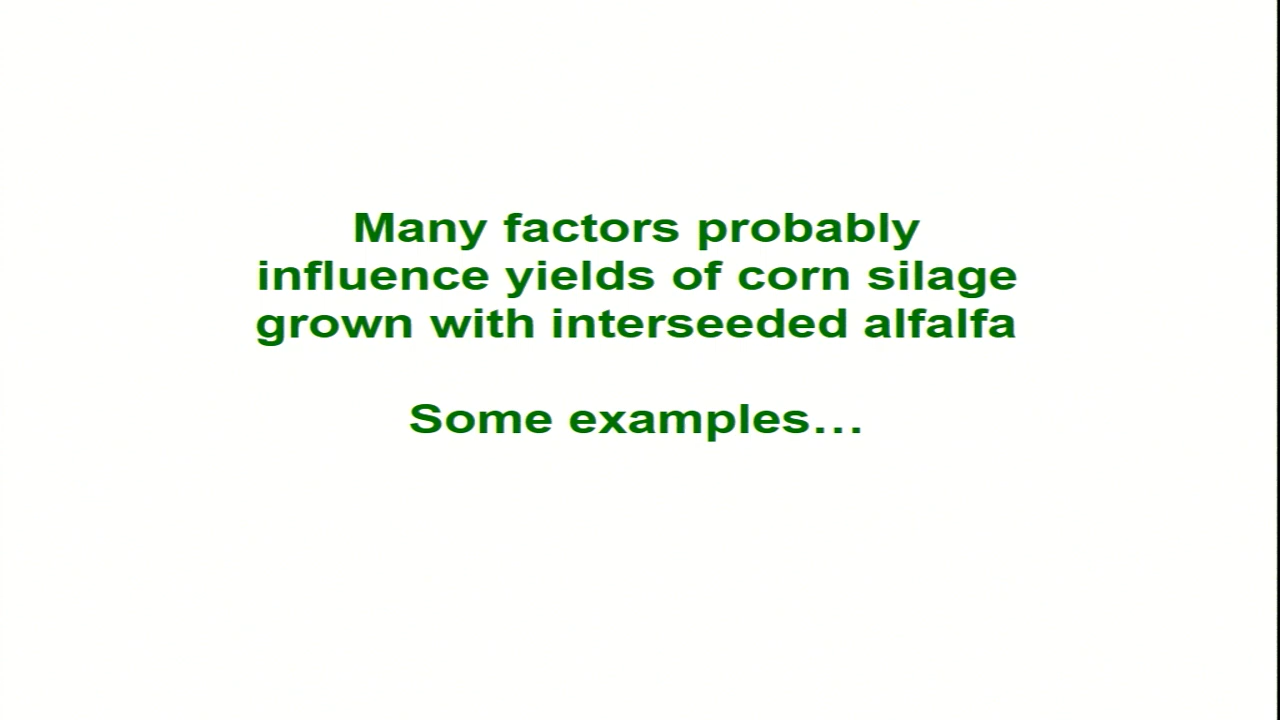 Many factors probably
influence yields of corn silage
grown with interseeded alfalfa
Some examples…